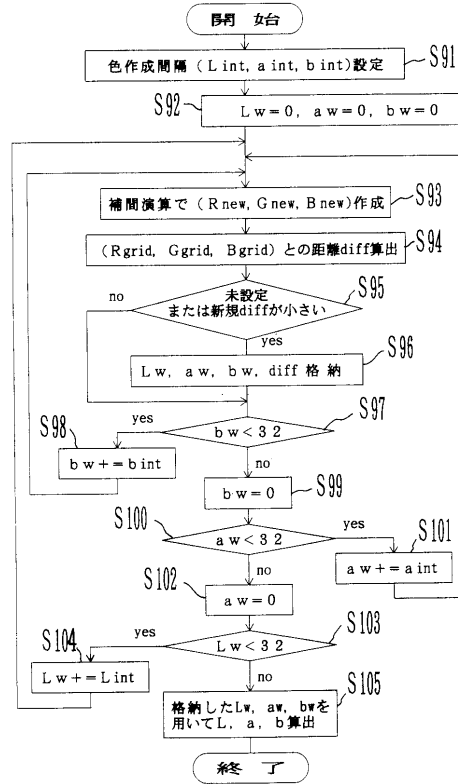 開 始
S91
色作成間隔 (Lint, aint, bint)設定
S92
Lw=0, aw=0, bw=0
S93
補間演算で (Rnew, Gnew, Bnew)作成
S94
(Rgrid, Ggrid, Bgrid) との距離diff算出
S95
no
未設定
または新規diffが小さい
yes
S96
Lw, aw, bw, diff 格納
S97
yes
bw<32
S98
bw+=bint
no
S99
bw=0
S100
aw<32
yes
S101
aw+=aint
no
S102
aw=0
S103
yes
Lw<32
S104
Lw+=Lint
no
S105
格納したLw, aw, bwを
用いてL, a, b算出
終 了